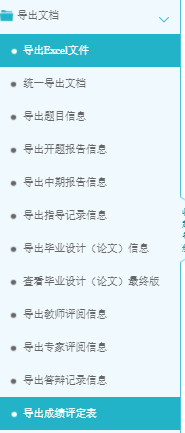 导出文档
导出Excel文件
统一导出文档
导出题目信息
导出开题报告信息
导出中期报告信息
导出指导记录信息
导出毕业设计（论文）信息
查看毕业设计（论文）最终版
导出教师评阅信息
导出专家评阅信息
导出答辩记录信息
导出成绩评定表